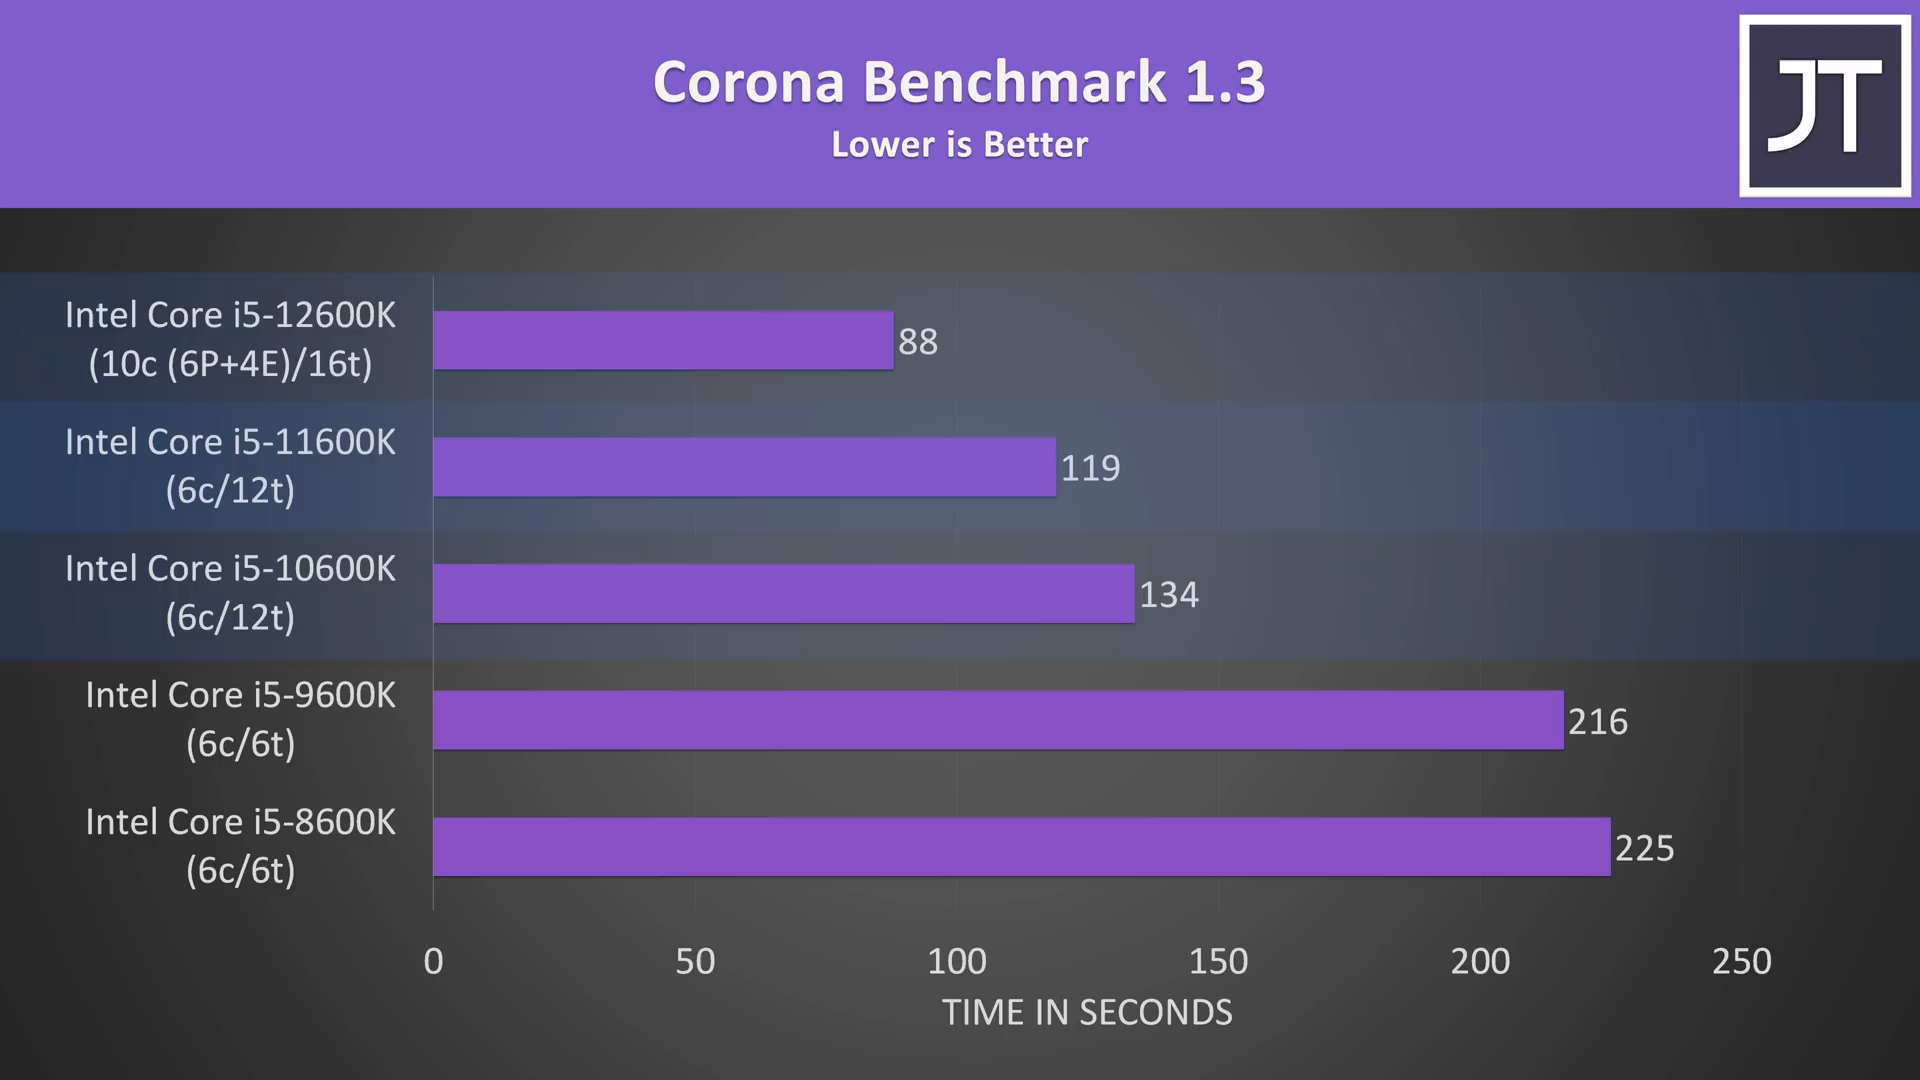 Corona Benchmark 1.3
Lower is Better
JT
Intel Core i5-12600K
(10c (6P+4E)/16t)
88
Intel Core i5-11600K
(6c/12t)
119
Intel Core i5-10600K
(6c/12t)
134
Intel Core i5-9600K
(6c/6t)
216
Intel Core i5-8600K
(6c/6t)
225
0 50 100 150 200 250
TIME IN SECONDS